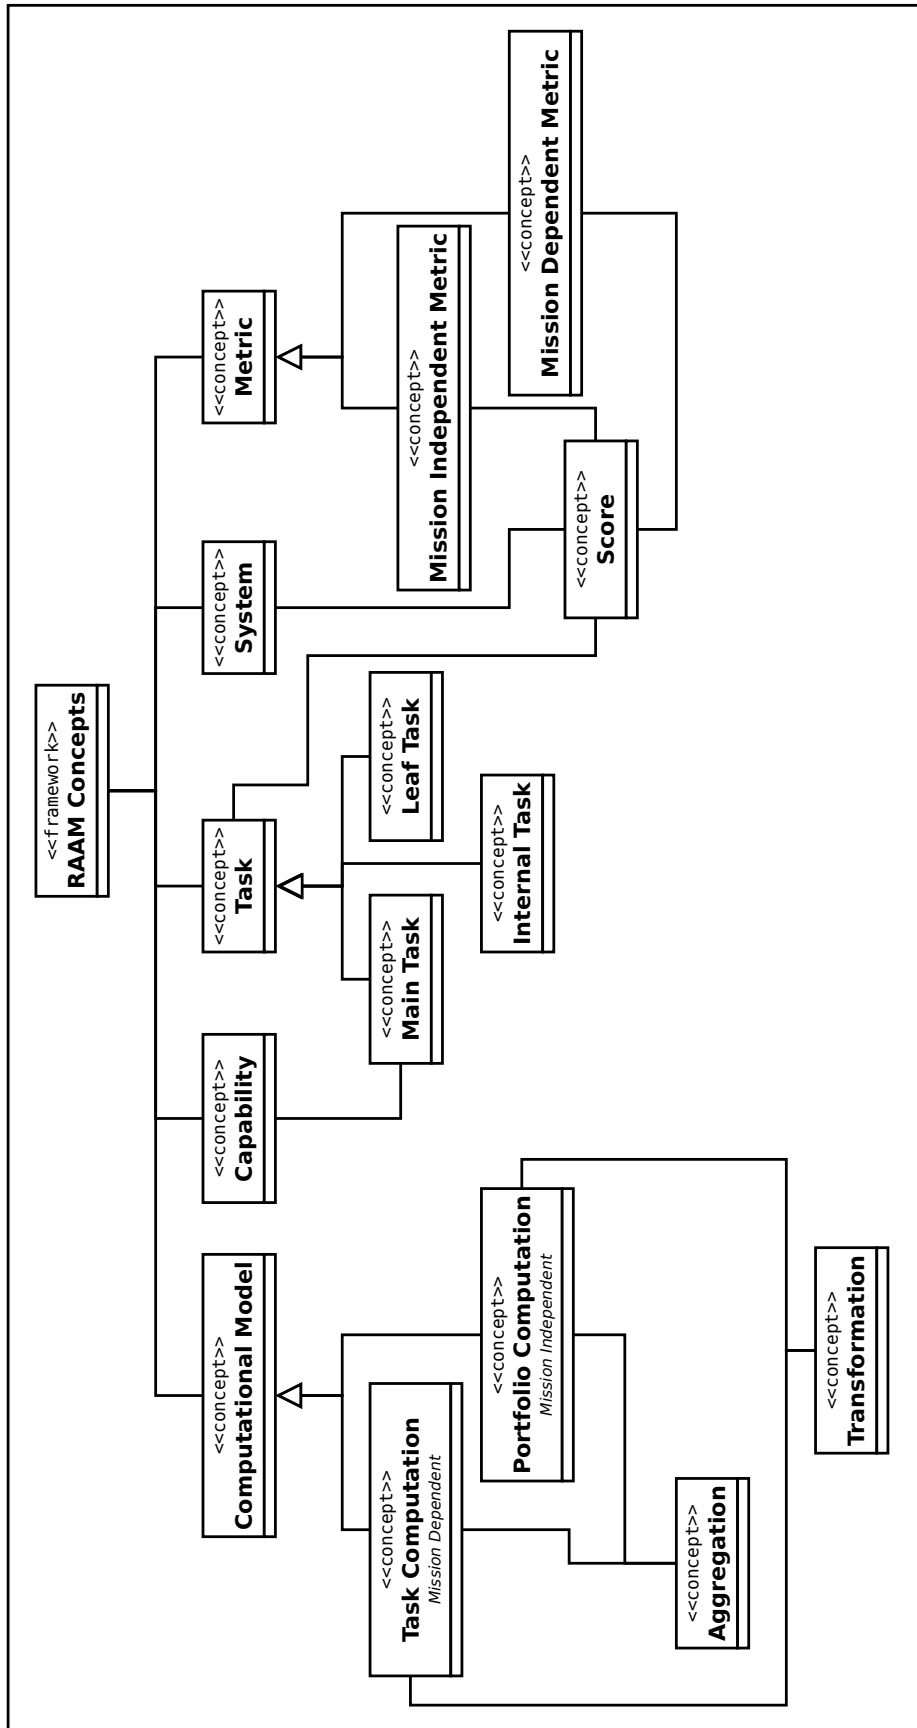 <<framework>>
RAAM Concepts
<<concept>>
Computational Model
<<concept>>
Capability
<<concept>>
Task
<<concept>>
System
<<concept>>
Metric
<<concept>>
Task Computation
Mission Dependent
<<concept>>
Main Task
<<concept>>
Leaf Task
<<concept>>
Mission Independent Metric
<<concept>>
Portfolio Computation
Mission Independent
<<concept>>
Internal Task
<<concept>>
Mission Dependent Metric
<<concept>>
Score
<<concept>>
Aggregation
<<concept>>
Transformation